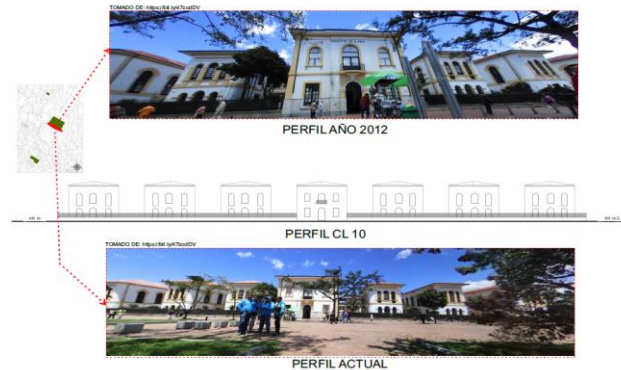 TOMADO DE: https://bit.ly/47zodDV
PERFIL AÑO 2012
PERFIL CL 10
TOMADO DE: https://bit.ly/47zodDV
PERFIL ACTUAL